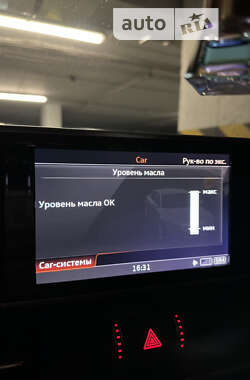 auto RIA
Car
Рук-во по экс.
Уровень масла
макс
Уровень масла ОК
мин
Car-системы
16:31